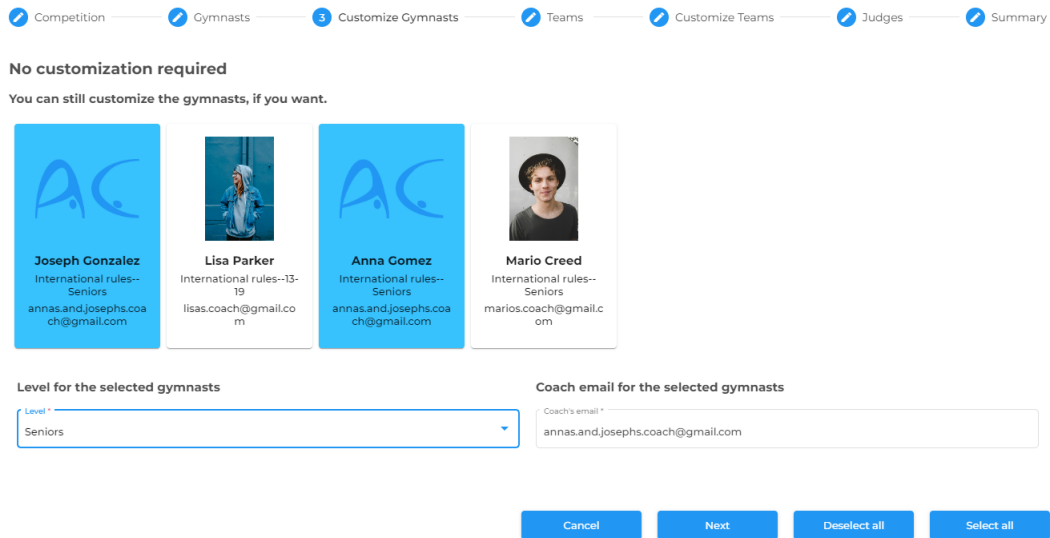 Competition
Gymnasts
3 Customize Gymnasts
Teams
Customize Teams
Judges
Summary
No customization required
You can still customize the gymnasts, if you want.
AC
Joseph Gonzalez
International rules--
Seniors
annas.and.josephs.coa
ch@gmail.com
Lisa Parker
International rules--13-
19
lisas.coach@gmail.co
m
AC
Anna Gomez
International rules--
Seniors
annas.and.josephs.coa
ch@gmail.com
Mario Creed
International rules--
Seniors
marios.coach@gmail.c
om
Level for the selected gymnasts
Level *
Seniors
Coach email for the selected gymnasts
Coach's email *
annas.and.josephs.coach@gmail.com
Cancel
Next
Deselect all
Select all